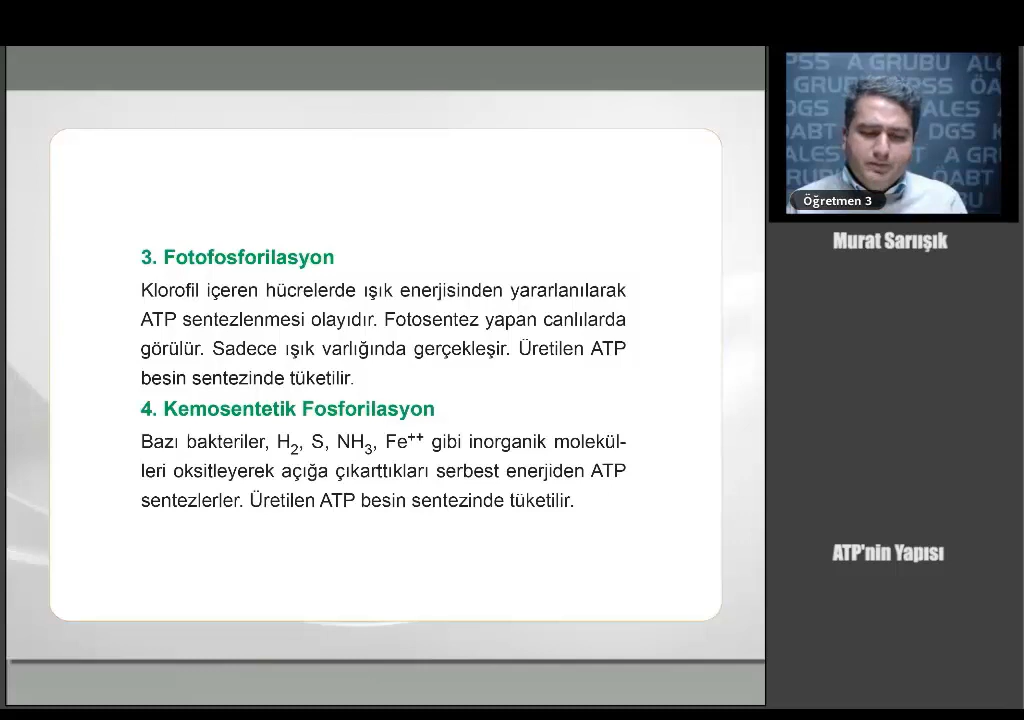 3. Fotofosforilasyon
Klorofil içeren hücrelerde ışık enerjisinden yararlanılarak
ATP sentezlenmesi olayıdır. Fotosentez yapan canlılarda
görülür. Sadece ışık varlığında gerçekleşir. Üretilen ATP
besin sentezinde tüketilir.
4. Kemosentetik Fosforilasyon
Bazı bakteriler, H₂, S, NH₃, Fe⁺⁺ gibi inorganik molekül-
leri oksitleyerek açığa çıkarttıkları serbest enerjiden ATP
sentezlerler. Üretilen ATP besin sentezinde tüketilir.
PSS A GRUBU
GRU PSS ÖA
DGS ALES
ABT DGS K
ALES T A GR
ÖABT
Öğretmen 3
Murat Sarıışık
ATP'nin Yapısı